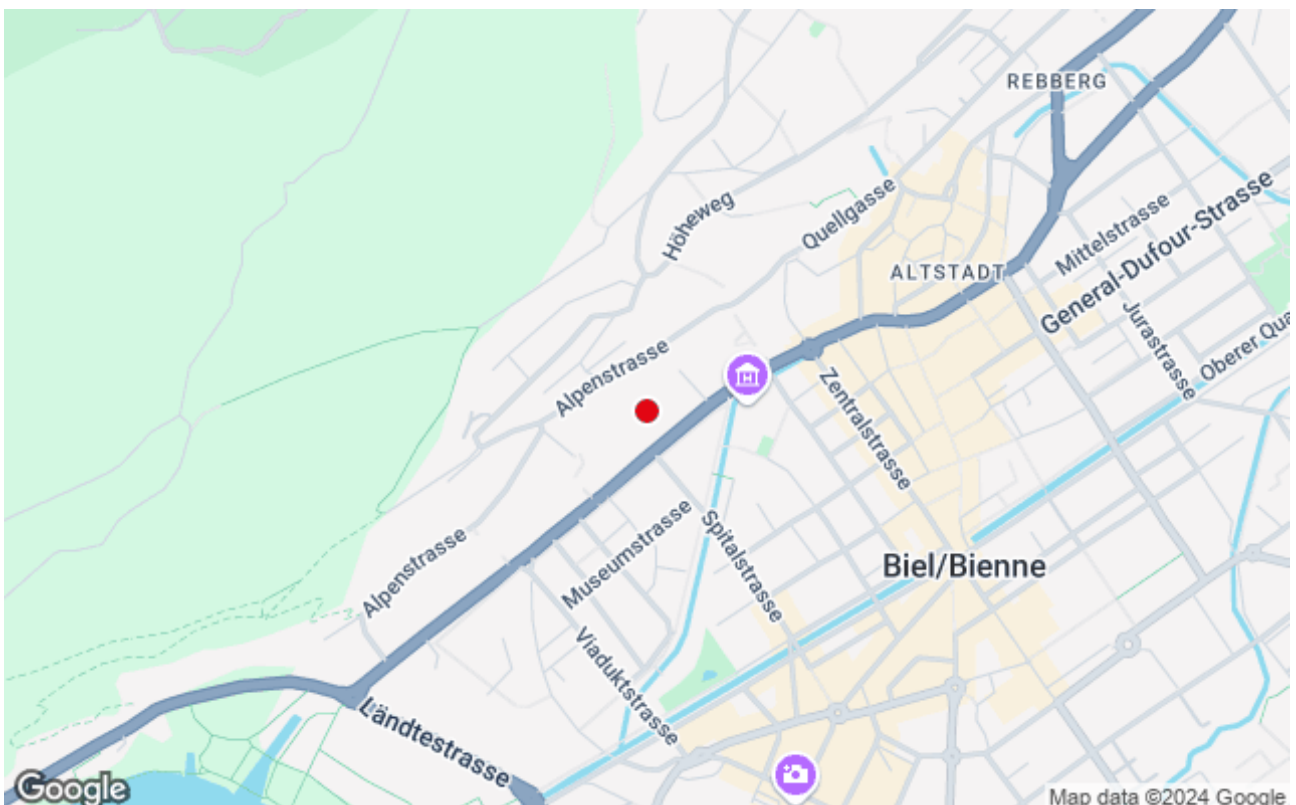 REBBERG
Höheweg
Quellgasse
Mittelstrasse
General-Dufour-Strasse
ALTSTADT
Jurastrasse
Oberer Qua
Alpenstrasse
Zentralstrasse
Spitalstrasse
Museumstrasse
Biel/Bienne
Alpenstrasse
Viaduktstrasse
Ländtestrasse
Google
Map data ©2024 Google